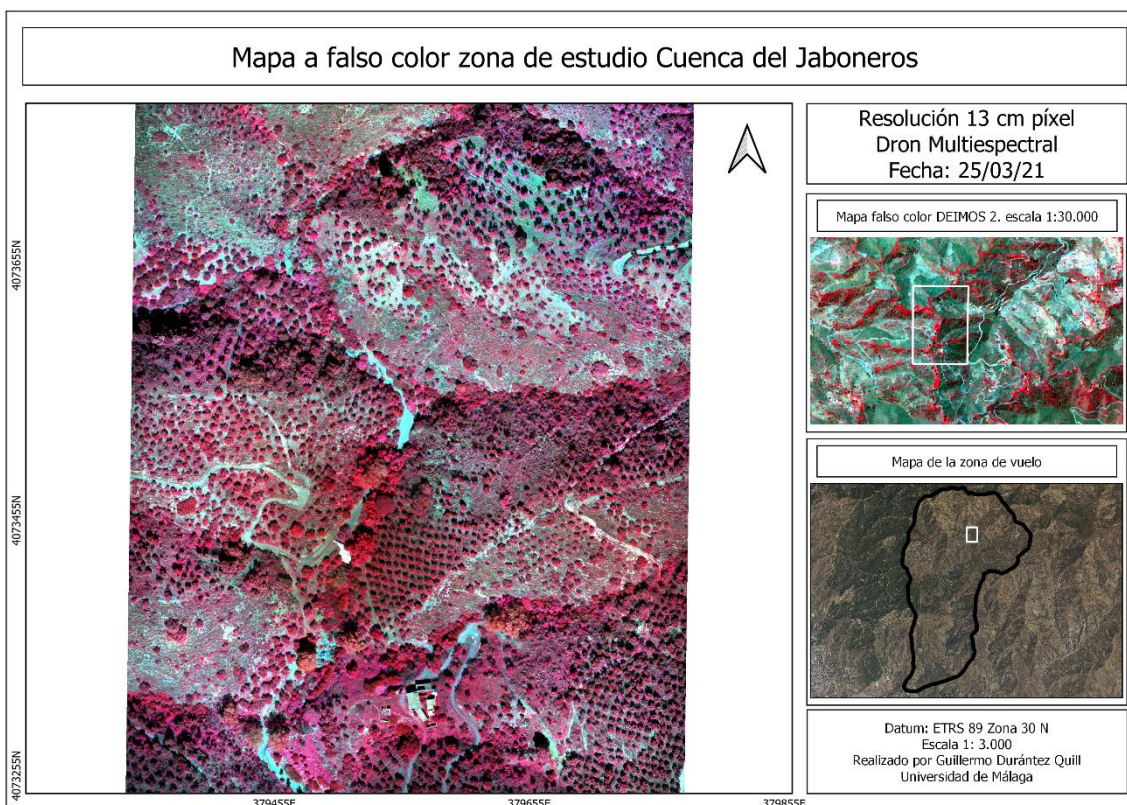 Mapa a falso color zona de estudio Cuenca del Jaboneros
Resolución 13 cm píxel
Dron Multiespectral
Fecha: 25/03/21
Mapa falso color DEIMOS 2. escala 1:30.000
Mapa de la zona de vuelo
Datum: ETRS 89 Zona 30 N
Escala 1: 3.000
Realizado por Guillermo Durántez Quill
Universidad de Málaga
4073655N
4073455N
4073255N
379455E
379655E
379855E